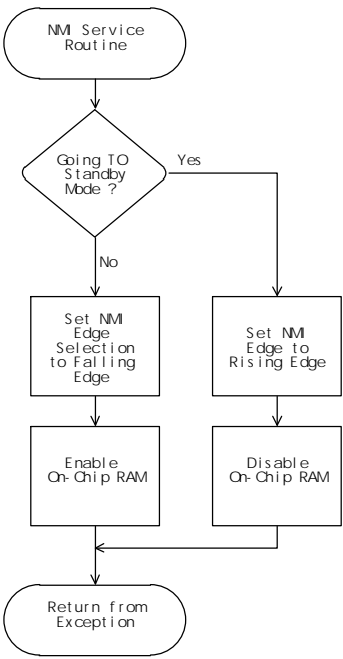 NMI Service
Routine
Going TO
Standby
Mode ?
Yes
No
Set NMI
Edge
Selection
to Falling
Edge
Set NMI
Edge to
Rising Edge
Enable
On-Chip RAM
Disable
On-Chip RAM
Return from
Exception